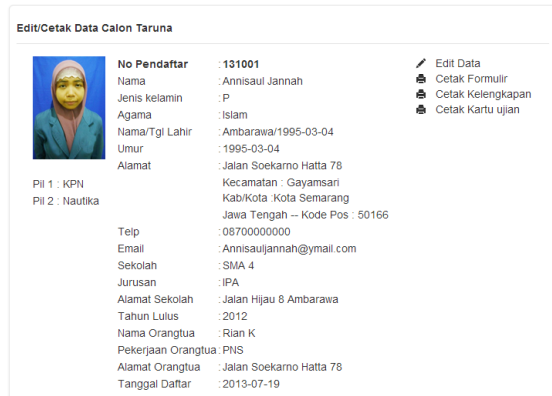 Edit/Cetak Data Calon Taruna
No Pendaftar : 131001
Nama : Annisaul Jannah
Jenis kelamin : P
Agama : Islam
Nama/Tgl Lahir : Ambarawa/1995-03-04
Umur : 1995-03-04
Alamat : Jalan Soekarno Hatta 78
Kecamatan : Gayamsari
Kab/Kota :Kota Semarang
Jawa Tengah -- Kode Pos : 50166
Telp : 08700000000
Email : Annisauljannah@ymail.com
Sekolah : SMA 4
Jurusan : IPA
Alamat Sekolah : Jalan Hijau 8 Ambarawa
Tahun Lulus : 2012
Nama Orangtua : Rian K
Pekerjaan Orangtua : PNS
Alamat Orangtua : Jalan Soekarno Hatta 78
Tanggal Daftar : 2013-07-19
Pil 1 : KPN
Pil 2 : Nautika
Edit Data
Cetak Formulir
Cetak Kelengkapan
Cetak Kartu ujian